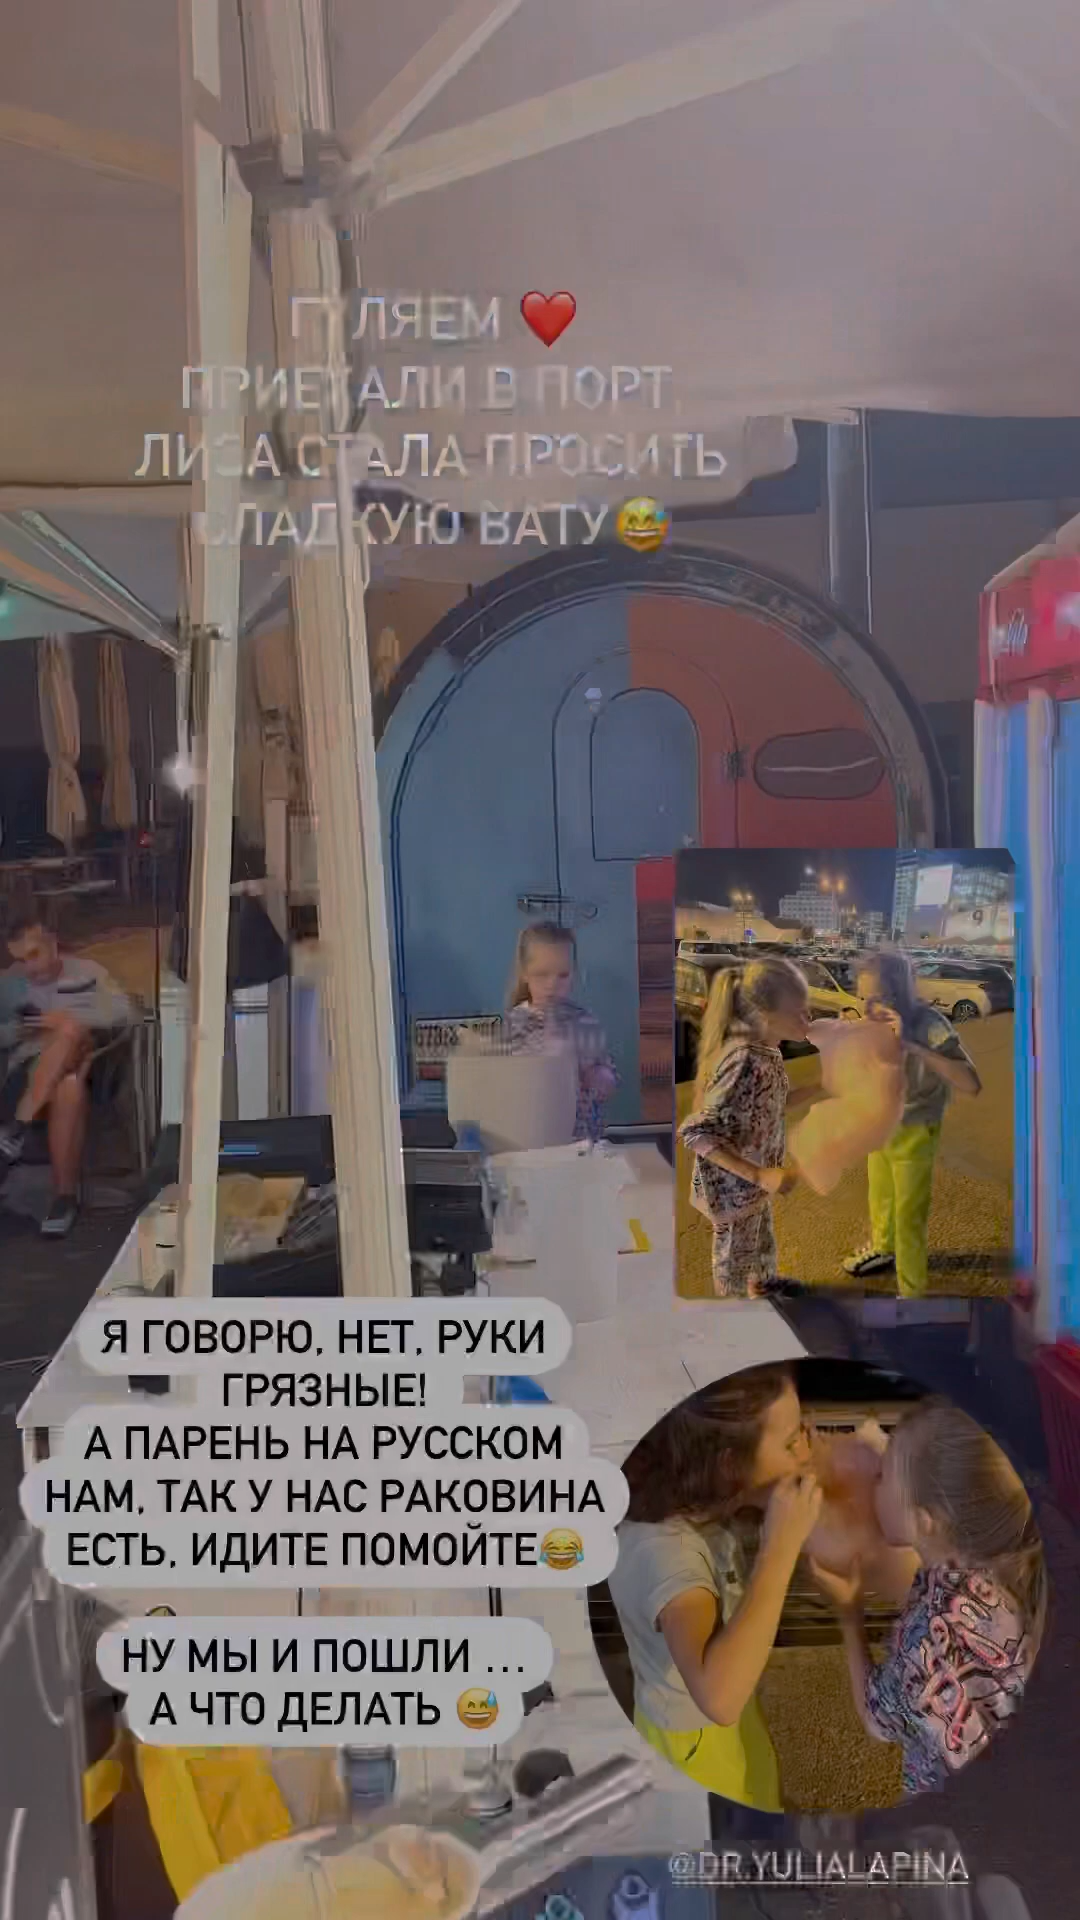 ГУЛЯЕМ ❤️
ПРИЕХАЛИ В ПОРТ,
ЛИЗА СТАЛА ПРОСИТЬ
СЛАДКУЮ ВАТУ😅
Я ГОВОРЮ, НЕТ, РУКИ
ГРЯЗНЫЕ!
А ПАРЕНЬ НА РУССКОМ
НАМ, ТАК У НАС РАКОВИНА
ЕСТЬ, ИДИТЕ ПОМОЙТЕ😂
НУ МЫ И ПОШЛИ ...
А ЧТО ДЕЛАТЬ 😅
@DR.YULIALAPINA